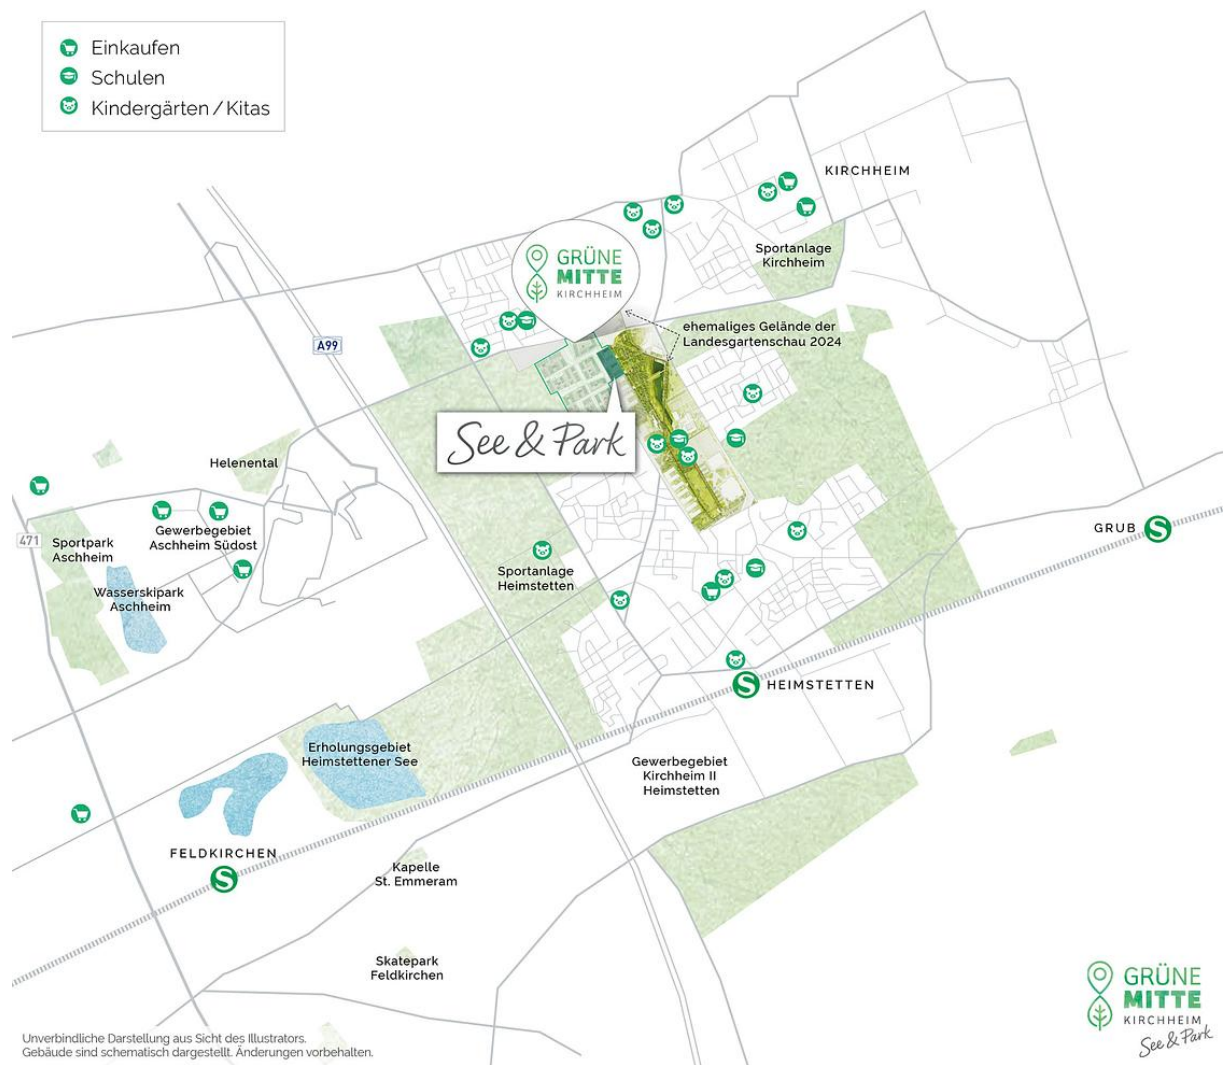 Einkaufen
Schulen
Kindergärten / Kitas
KIRCHHEIM
Sportanlage
Kirchheim
GRÜNE
MITTE
KIRCHHEIM
ehemaliges Gelände der
Landesgartenschau 2024
A99
See & Park
Helenental
471
Sportpark
Aschheim
Gewerbegebiet
Aschheim Südost
Wasserskipark
Aschheim
Sportanlage
Heimstetten
GRUB
S
S
HEIMSTETTEN
Erholungsgebiet
Heimstettener See
Gewerbegebiet
Kirchheim II
Heimstetten
FELDKIRCHEN
S
Kapelle
St. Emmeram
Skatepark
Feldkirchen
GRÜNE
MITTE
KIRCHHEIM
See & Park
Unverbindliche Darstellung aus Sicht des Illustrators.
Gebäude sind schematisch dargestellt. Änderungen vorbehalten.